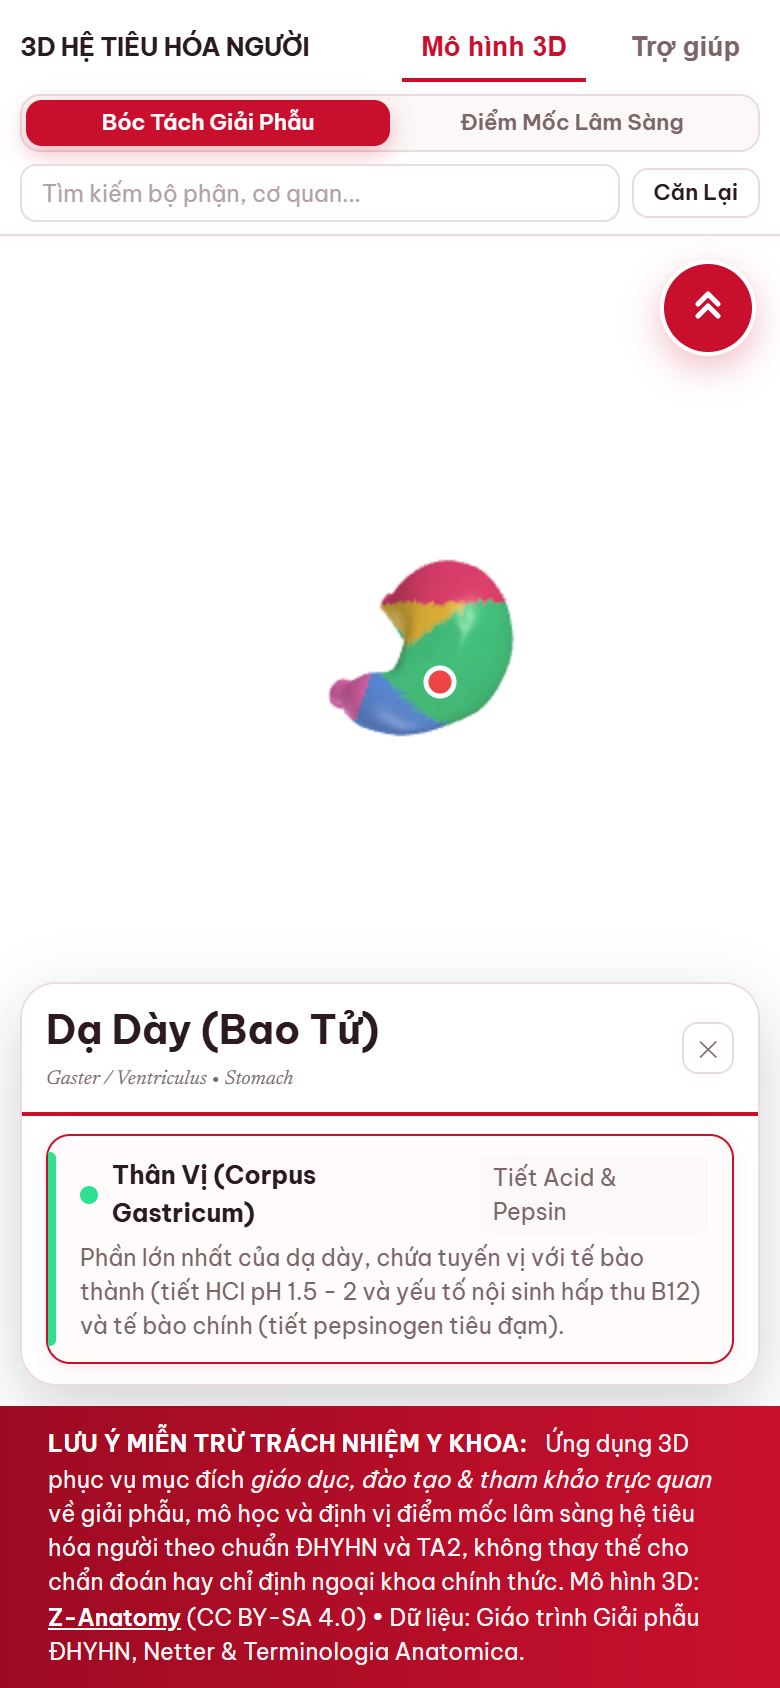 3D HỆ TIÊU HÓA NGƯỜI
Mô hình 3D
Trợ giúp
Bóc Tách Giải Phẫu
Điểm Mốc Lâm Sàng
Tìm kiếm bộ phận, cơ quan...
Căn Lại
Dạ Dày (Bao Tử)
Gaster / Ventriculus • Stomach
Thân Vị (Corpus
Gastricum)
Tiết Acid &
Pepsin
Phần lớn nhất của dạ dày, chứa tuyến vị với tế bào
thành (tiết HCl pH 1.5 - 2 và yếu tố nội sinh hấp thu B12)
và tế bào chính (tiết pepsinogen tiêu đạm).
LƯU Ý MIỄN TRỪ TRÁCH NHIỆM Y KHOA: Ứng dụng 3D
phục vụ mục đích giáo dục, đào tạo & tham khảo trực quan
về giải phẫu, mô học và định vị điểm mốc lâm sàng hệ tiêu
hóa người theo chuẩn ĐHYHN và TA2, không thay thế cho
chẩn đoán hay chỉ định ngoại khoa chính thức. Mô hình 3D:
Z-Anatomy (CC BY-SA 4.0) • Dữ liệu: Giáo trình Giải phẫu
ĐHYHN, Netter & Terminologia Anatomica.